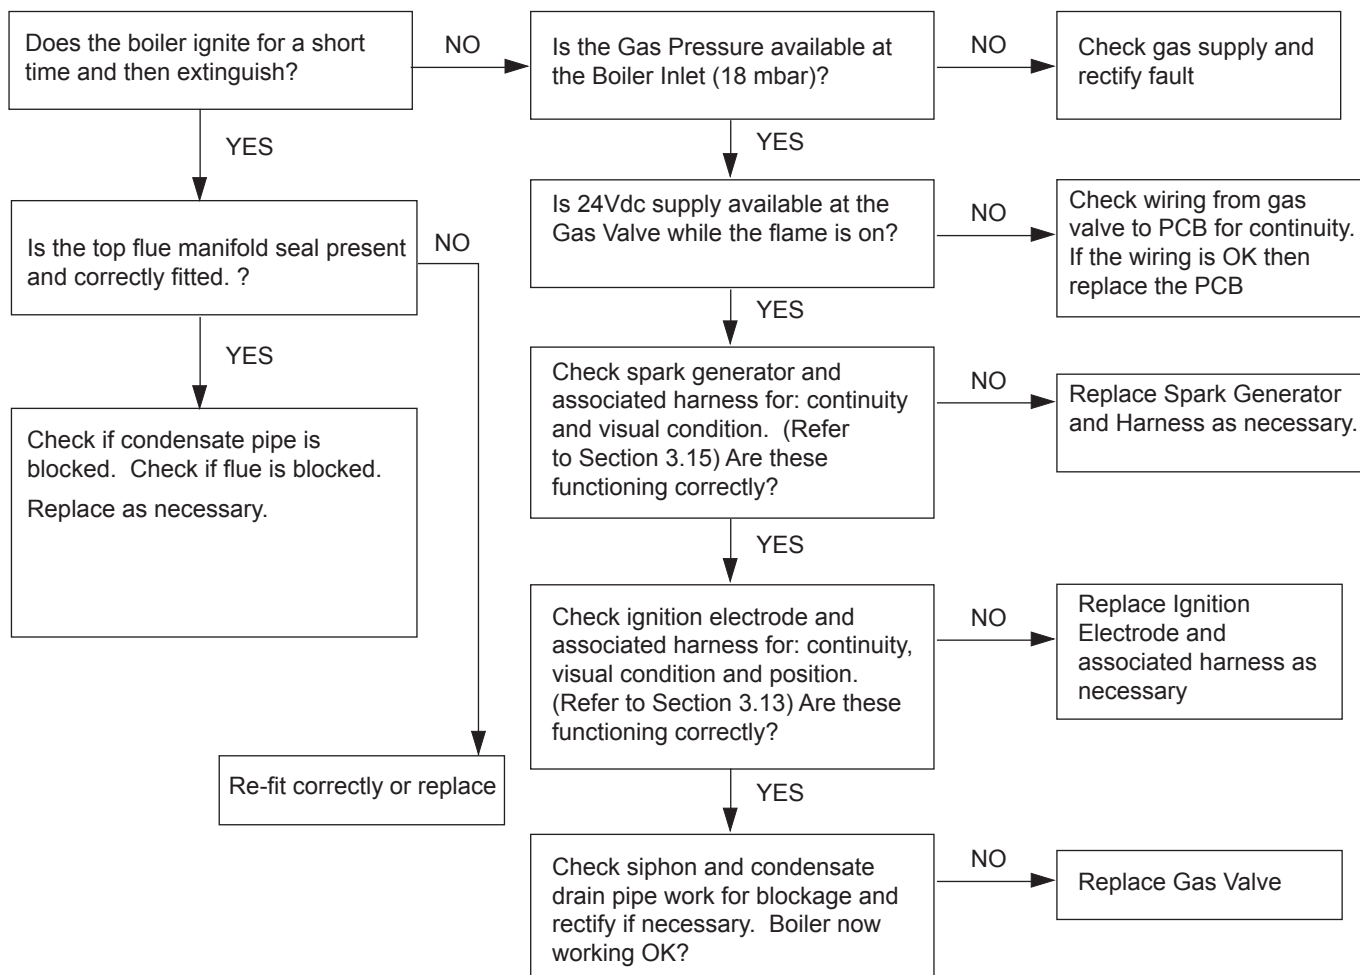 Does the boiler ignite for a short
time and then extinguish?
NO
Is the Gas Pressure available at
the Boiler Inlet (18 mbar)?
NO
Check gas supply and
rectify fault
YES
YES
Is the top flue manifold seal present
and correctly fitted. ?
NO
Is 24Vdc supply available at the
Gas Valve while the flame is on?
NO
Check wiring from gas
valve to PCB for continuity.
If the wiring is OK then
replace the PCB
YES
YES
Check if condensate pipe is
blocked.  Check if flue is blocked.
Replace as necessary.
Check spark generator and
associated harness for: continuity
and visual condition.  (Refer
to Section 3.15) Are these
functioning correctly?
NO
Replace Spark Generator
and Harness as necessary.
YES
Check ignition electrode and
associated harness for: continuity,
visual condition and position.
(Refer to Section 3.13) Are these
functioning correctly?
NO
Replace Ignition
Electrode and
associated harness as
necessary
Re-fit correctly or replace
YES
Check siphon and condensate
drain pipe work for blockage and
rectify if necessary.  Boiler now
working OK?
NO
Replace Gas Valve